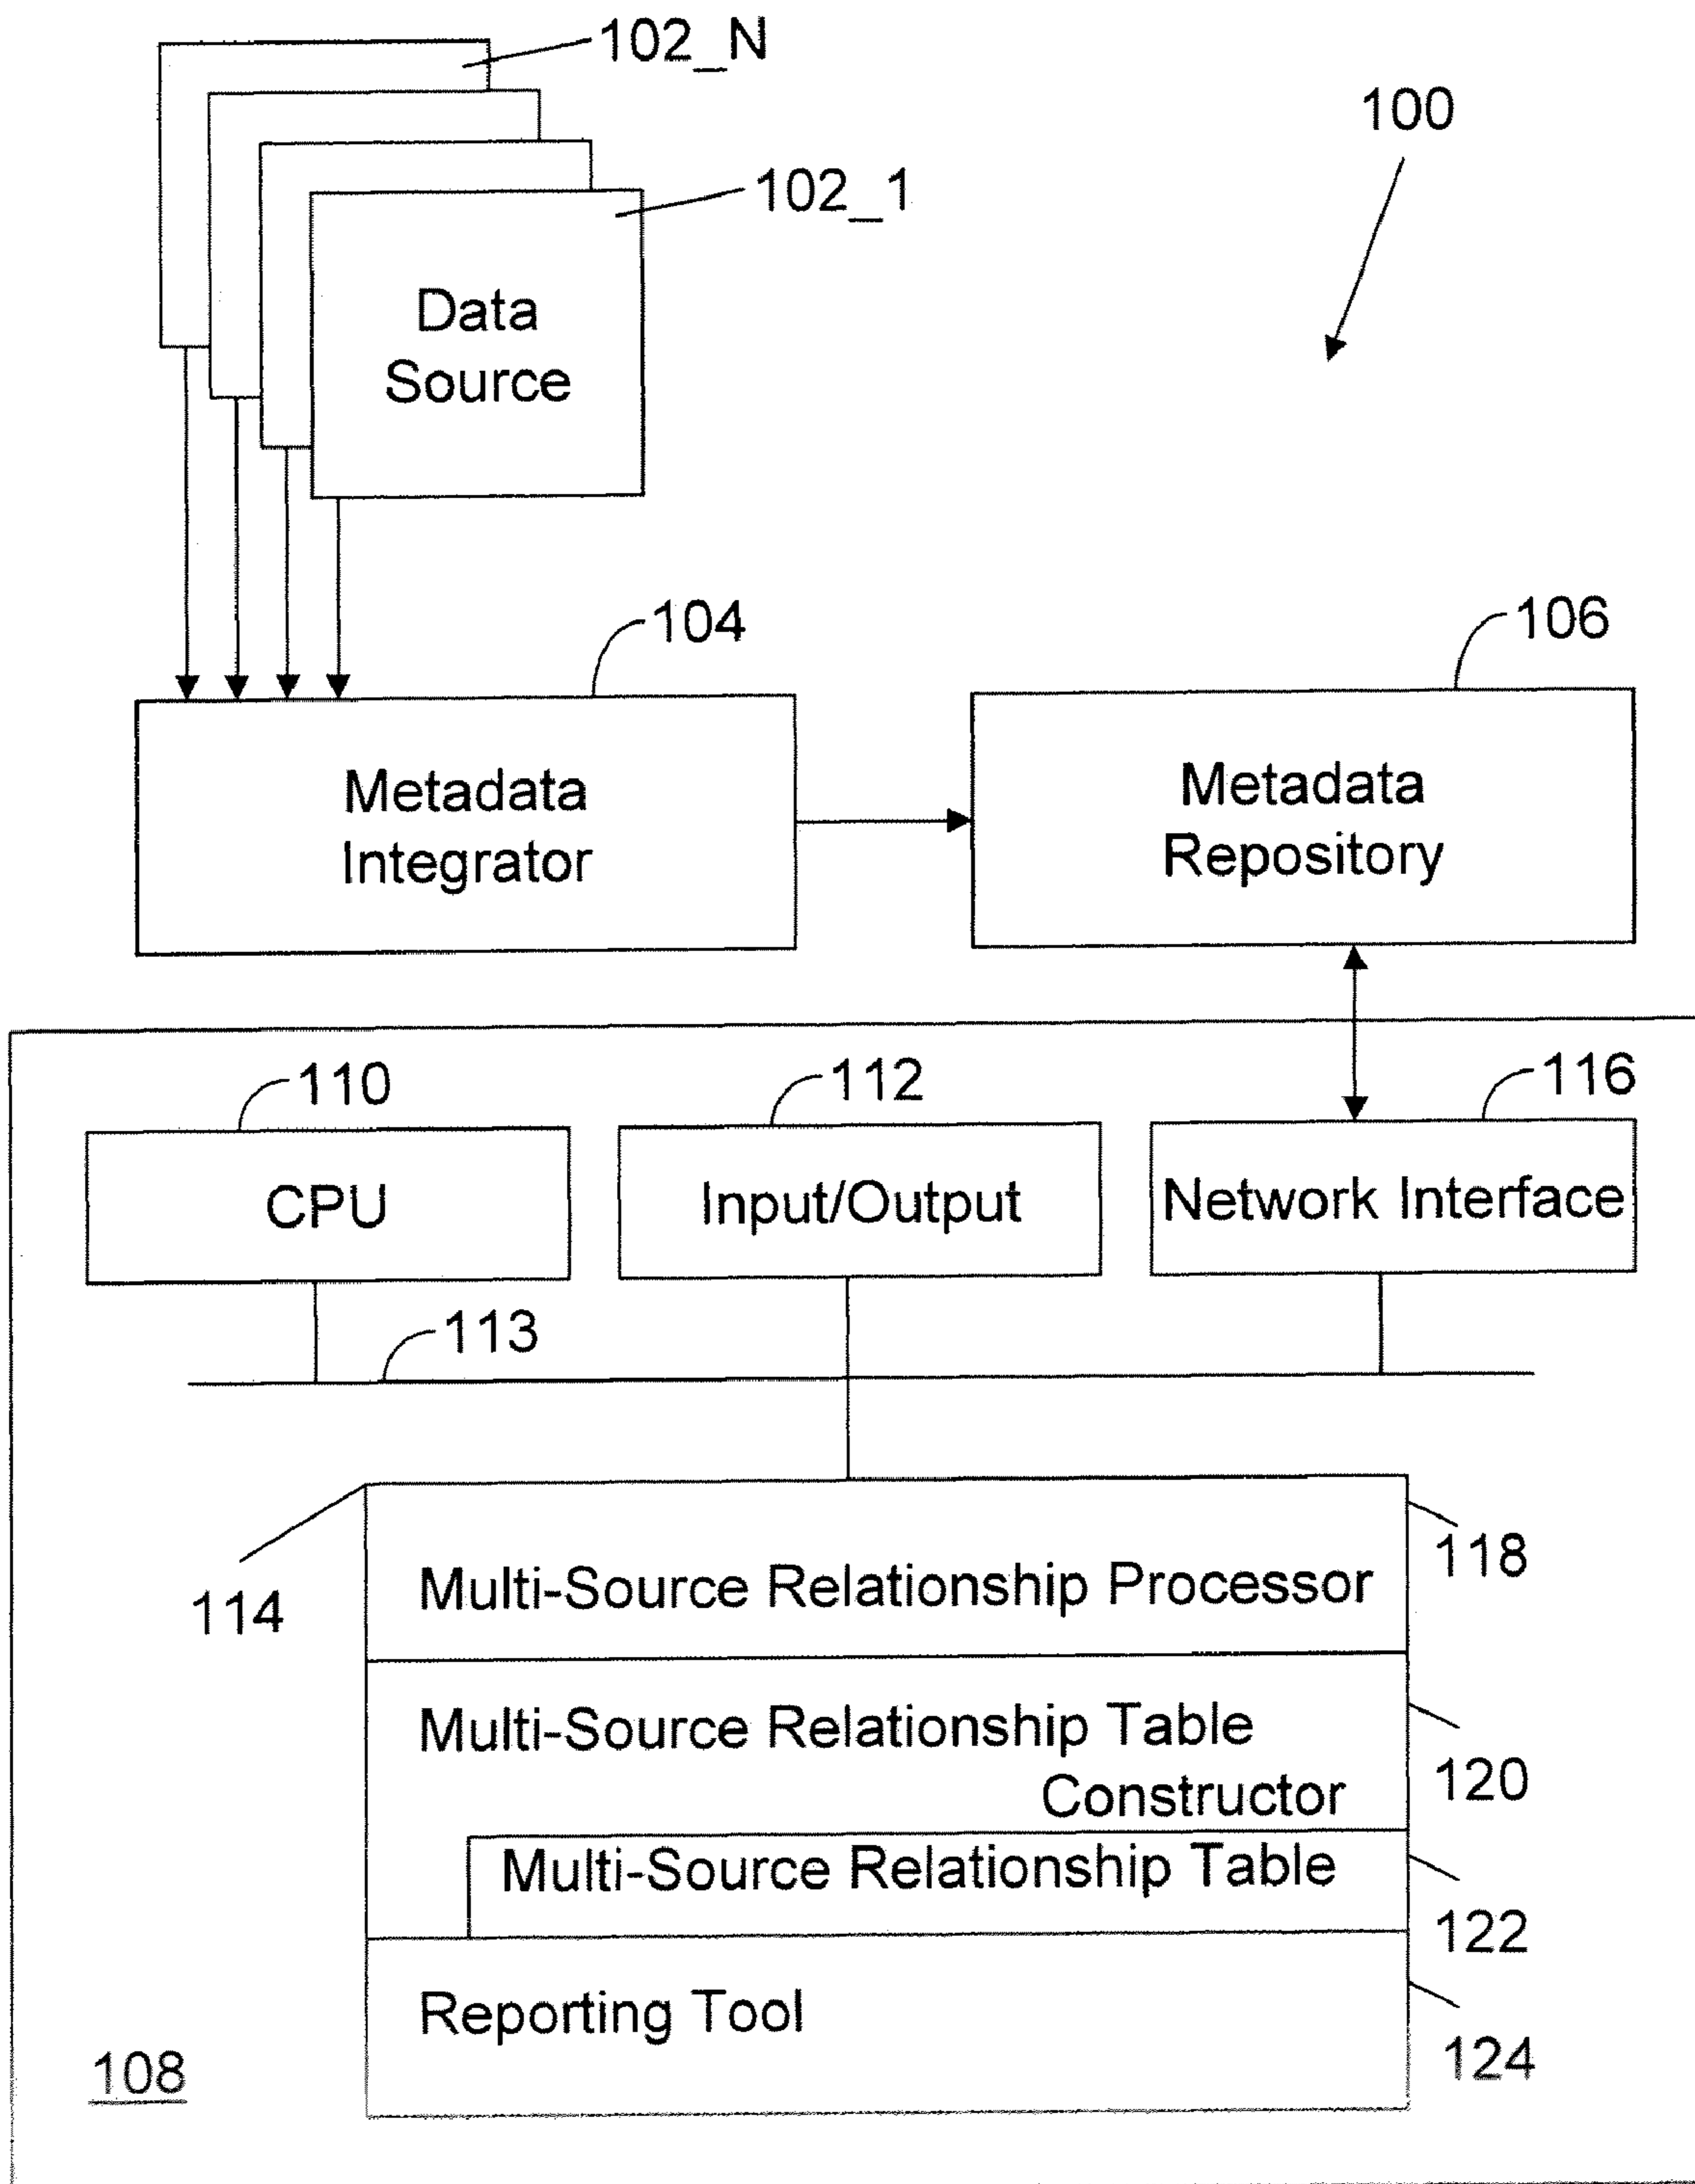 102_N
100
102_1
Data
Source
104
106
Metadata
Integrator
Metadata
Repository
110
112
116
CPU
Input/Output
Network Interface
113
118
Multi-Source Relationship Processor
114
Multi-Source Relationship Table
Constructor
120
Multi-Source Relationship Table
122
Reporting Tool
124
108